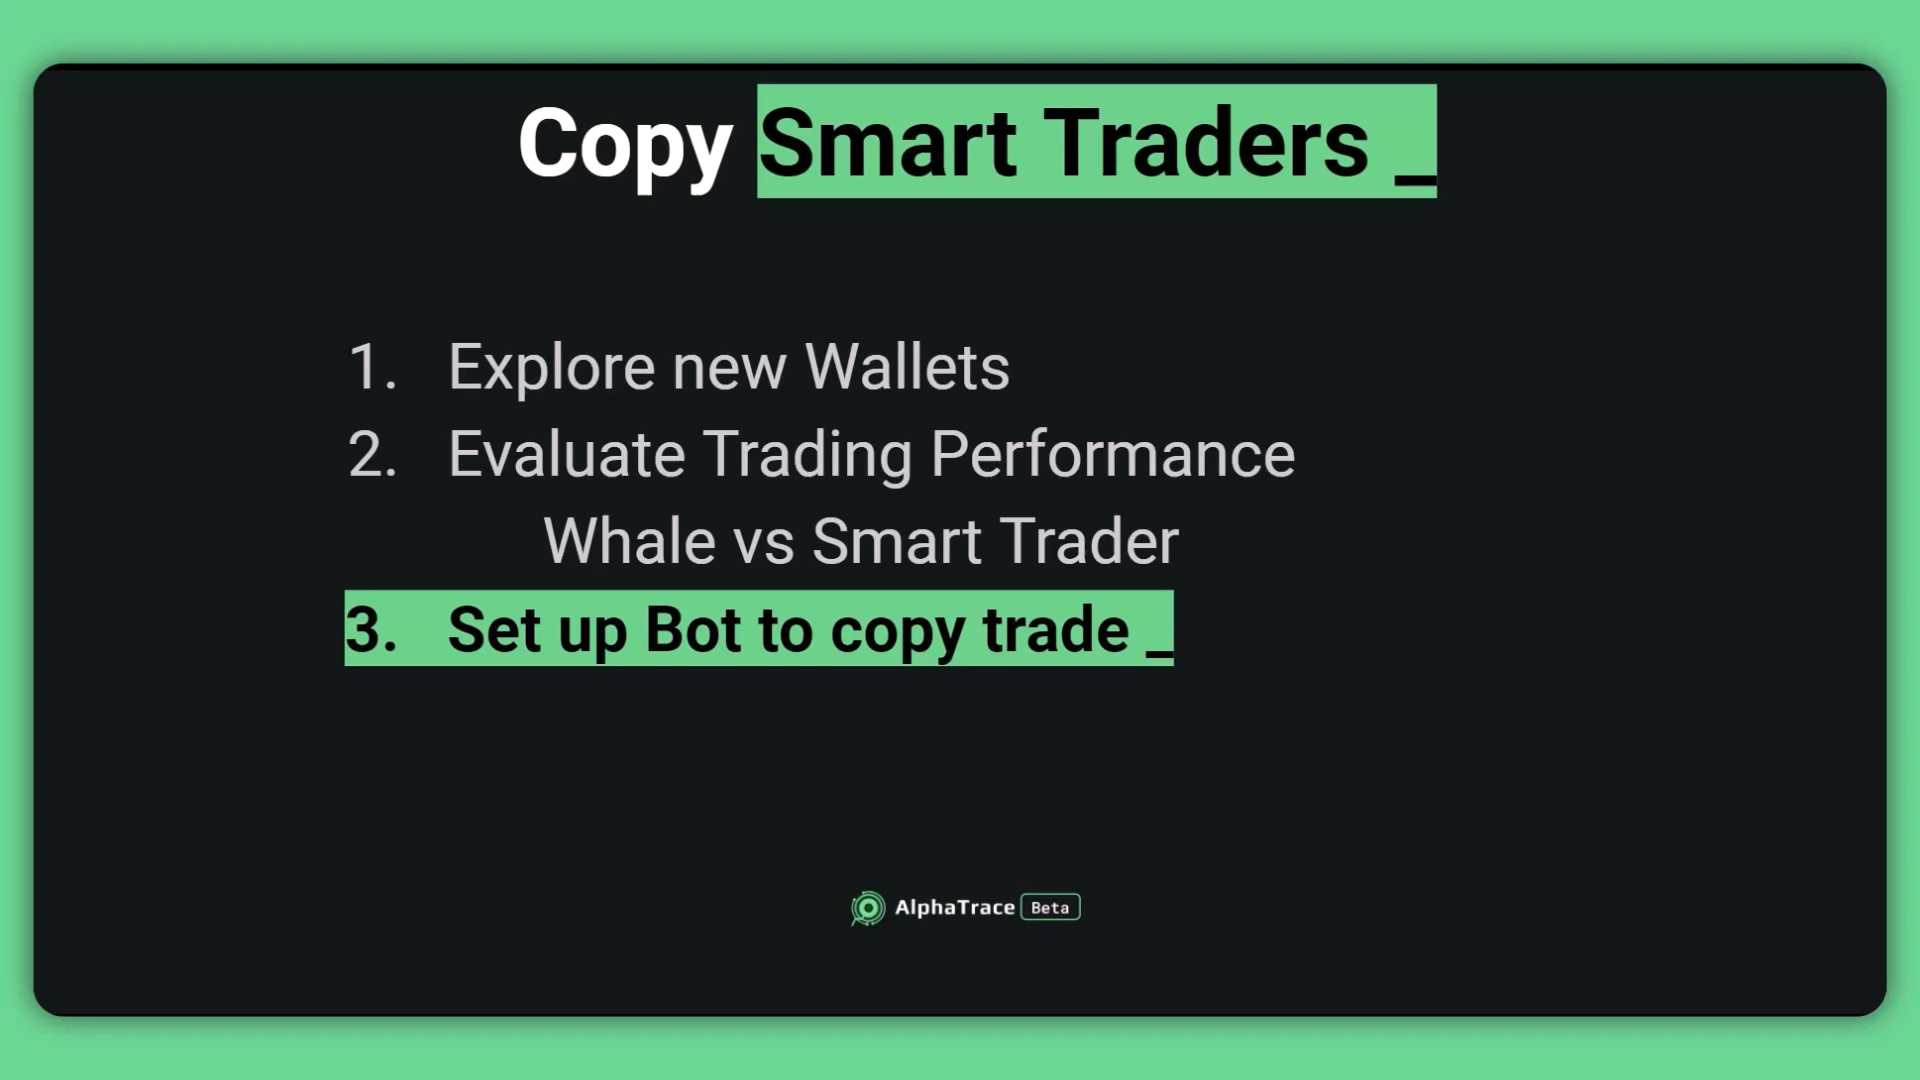 Copy Smart Traders _
1. Explore new Wallets
2. Evaluate Trading Performance
Whale vs Smart Trader
3. Set up Bot to copy trade _
AlphaTrace Beta